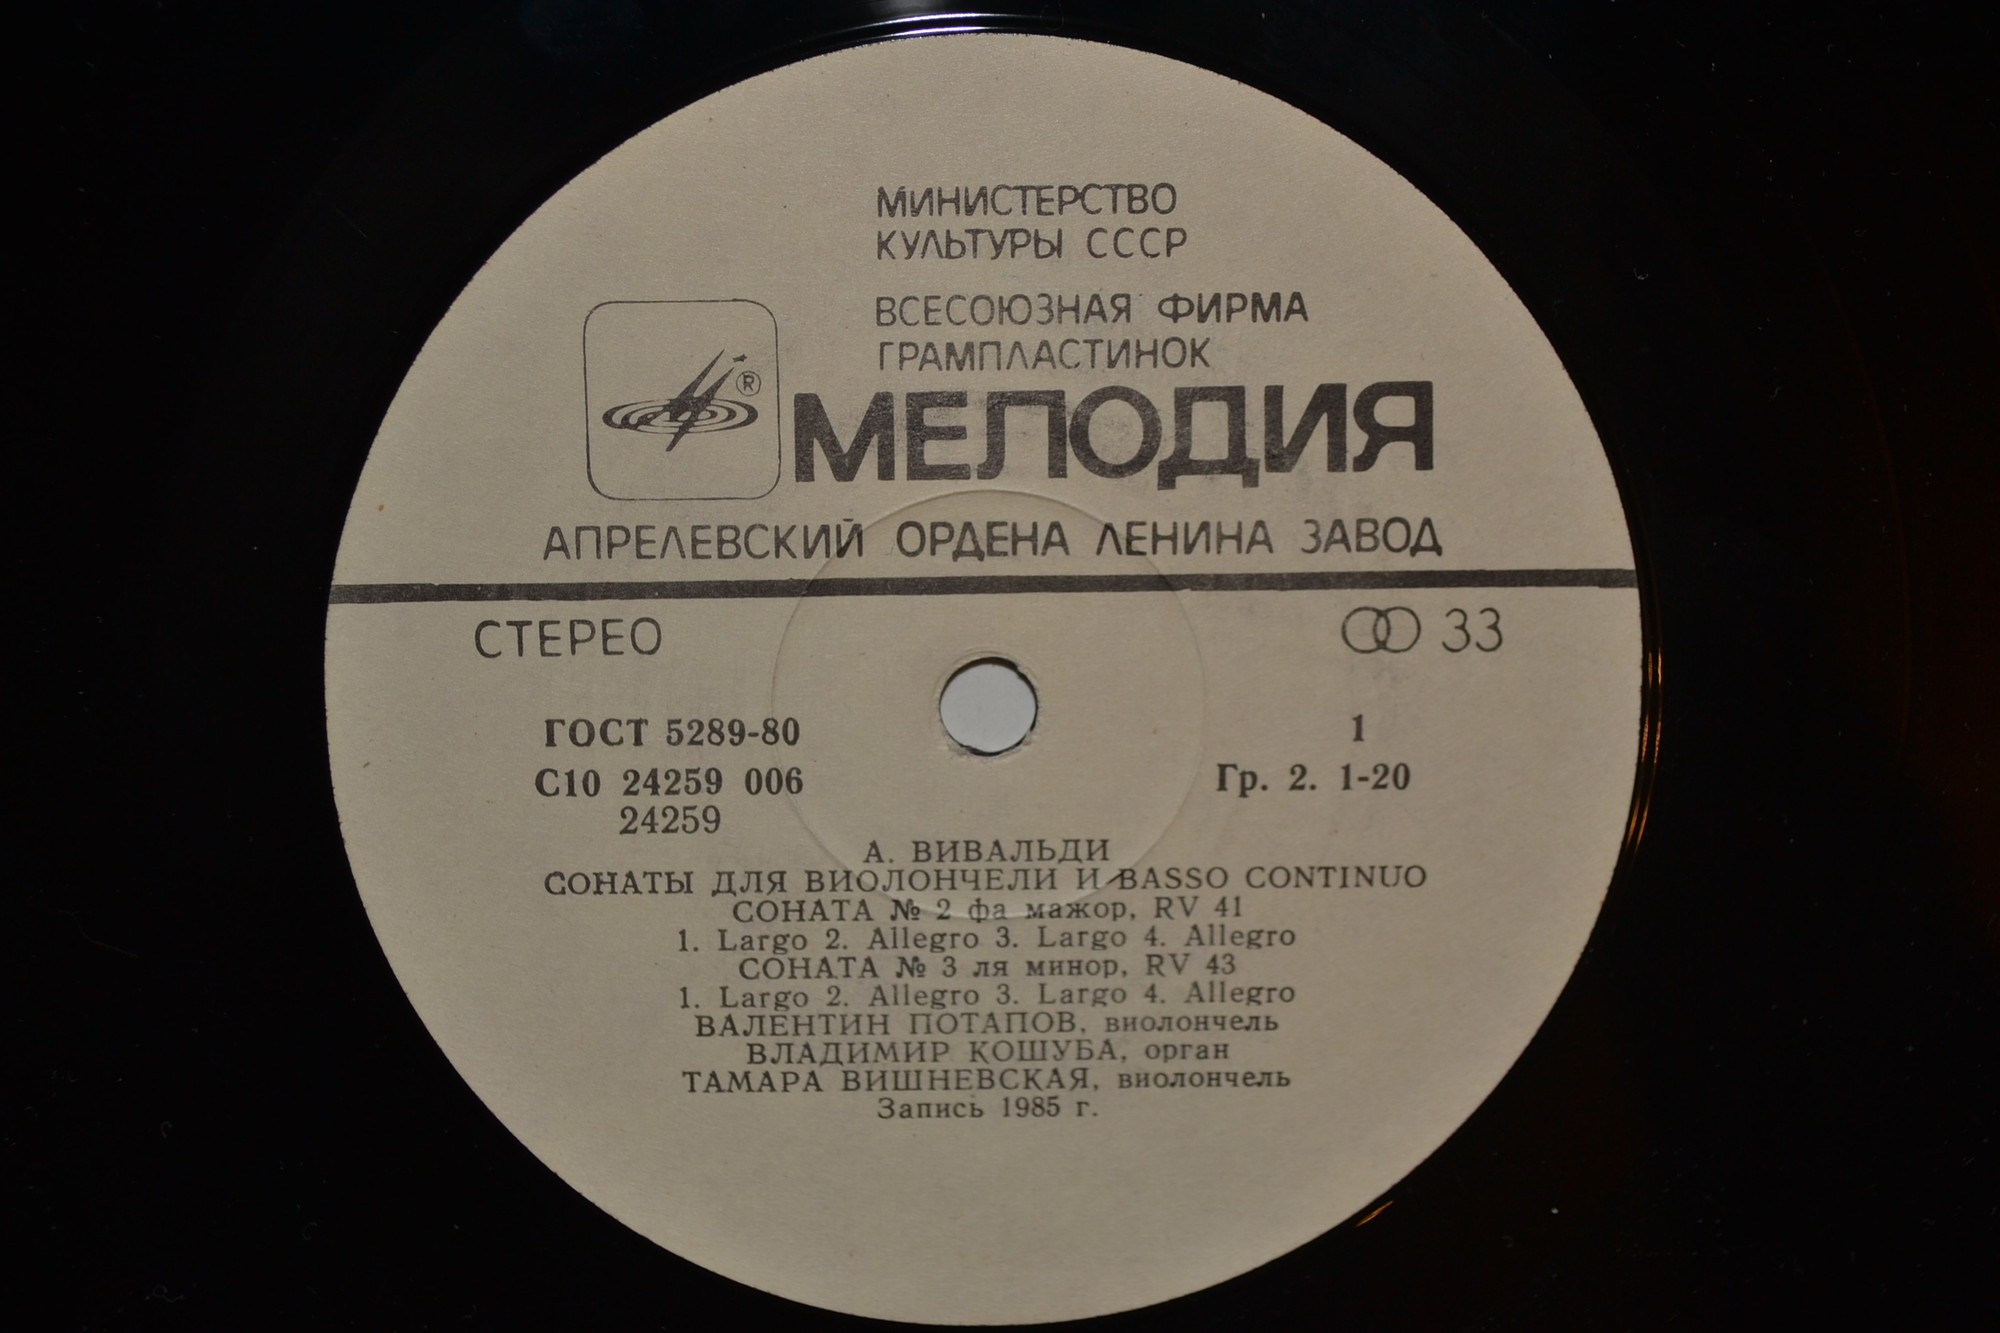 МИНИСТЕРСТВО
КУЛЬТУРЫ СССР
ВСЕСОЮЗНАЯ ФИРМА
ГРАМПЛАСТИНОК
®
МЕЛОДИЯ
АПРЕЛЕВСКИЙ ОРДЕНА ЛЕНИНА ЗАВОД
СТЕРЕО
33
ГОСТ 5289-80
1
С10 24259 006
Гр. 2. 1-20
24259
А. ВИВАЛЬДИ
СОНАТЫ ДЛЯ ВИОЛОНЧЕЛИ И BASSO CONTINUO
СОНАТА № 2 фа мажор, RV 41
1. Largo 2. Allegro 3. Largo 4. Allegro
СОНАТА № 3 ля минор, RV 43
1. Largo 2. Allegro 3. Largo 4. Allegro
ВАЛЕНТИН ПОТАПОВ, виолончель
ВЛАДИМИР КОШУБА, орган
ТАМАРА ВИШНЕВСКАЯ, виолончель
Запись 1985 г.